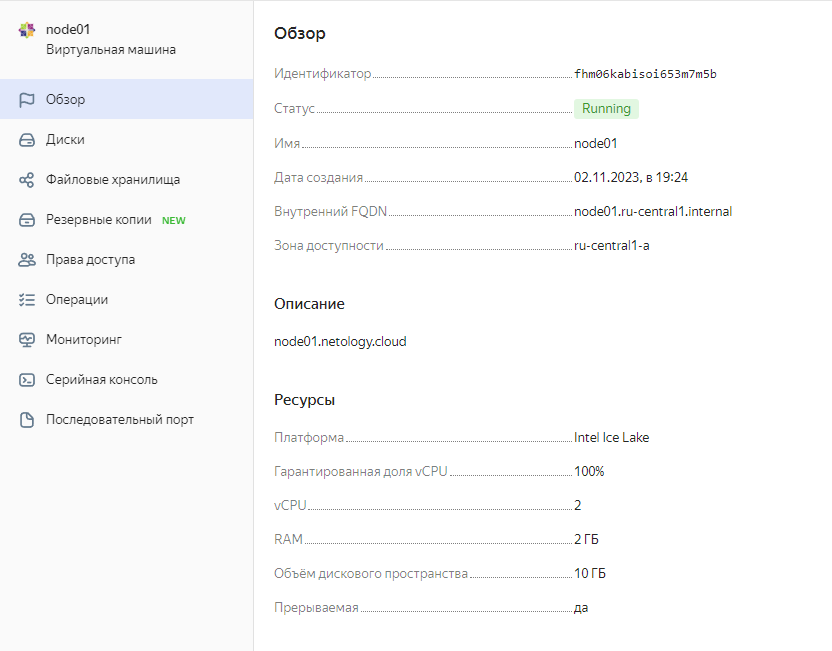 node01
Виртуальная машина
Обзор
Диски
Файловые хранилища
Резервные копии NEW
Права доступа
Операции
Мониторинг
Серийная консоль
Последовательный порт
Обзор
Идентификатор fhm06kabisoi653m7m5b
Статус Running
Имя node01
Дата создания 02.11.2023, в 19:24
Внутренний FQDN node01.ru-central1.internal
Зона доступности ru-central1-a
Описание
node01.netology.cloud
Ресурсы
Платформа Intel Ice Lake
Гарантированная доля vCPU 100%
vCPU 2
RAM 2 ГБ
Объём дискового пространства 10 ГБ
Прерываемая да